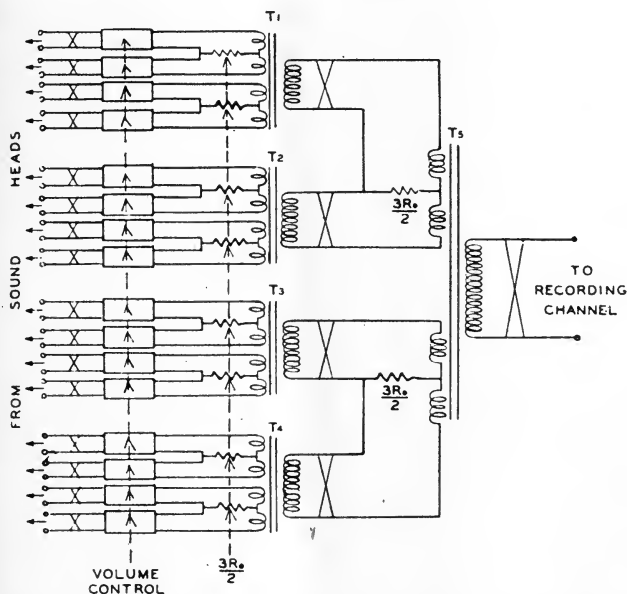 T1
T2
T3
T4
T5
FROM SOUND HEADS
3R₀
2
3R₀
2
TO
RECORDING
CHANNEL
VOLUME
CONTROL
3R₀
2
y